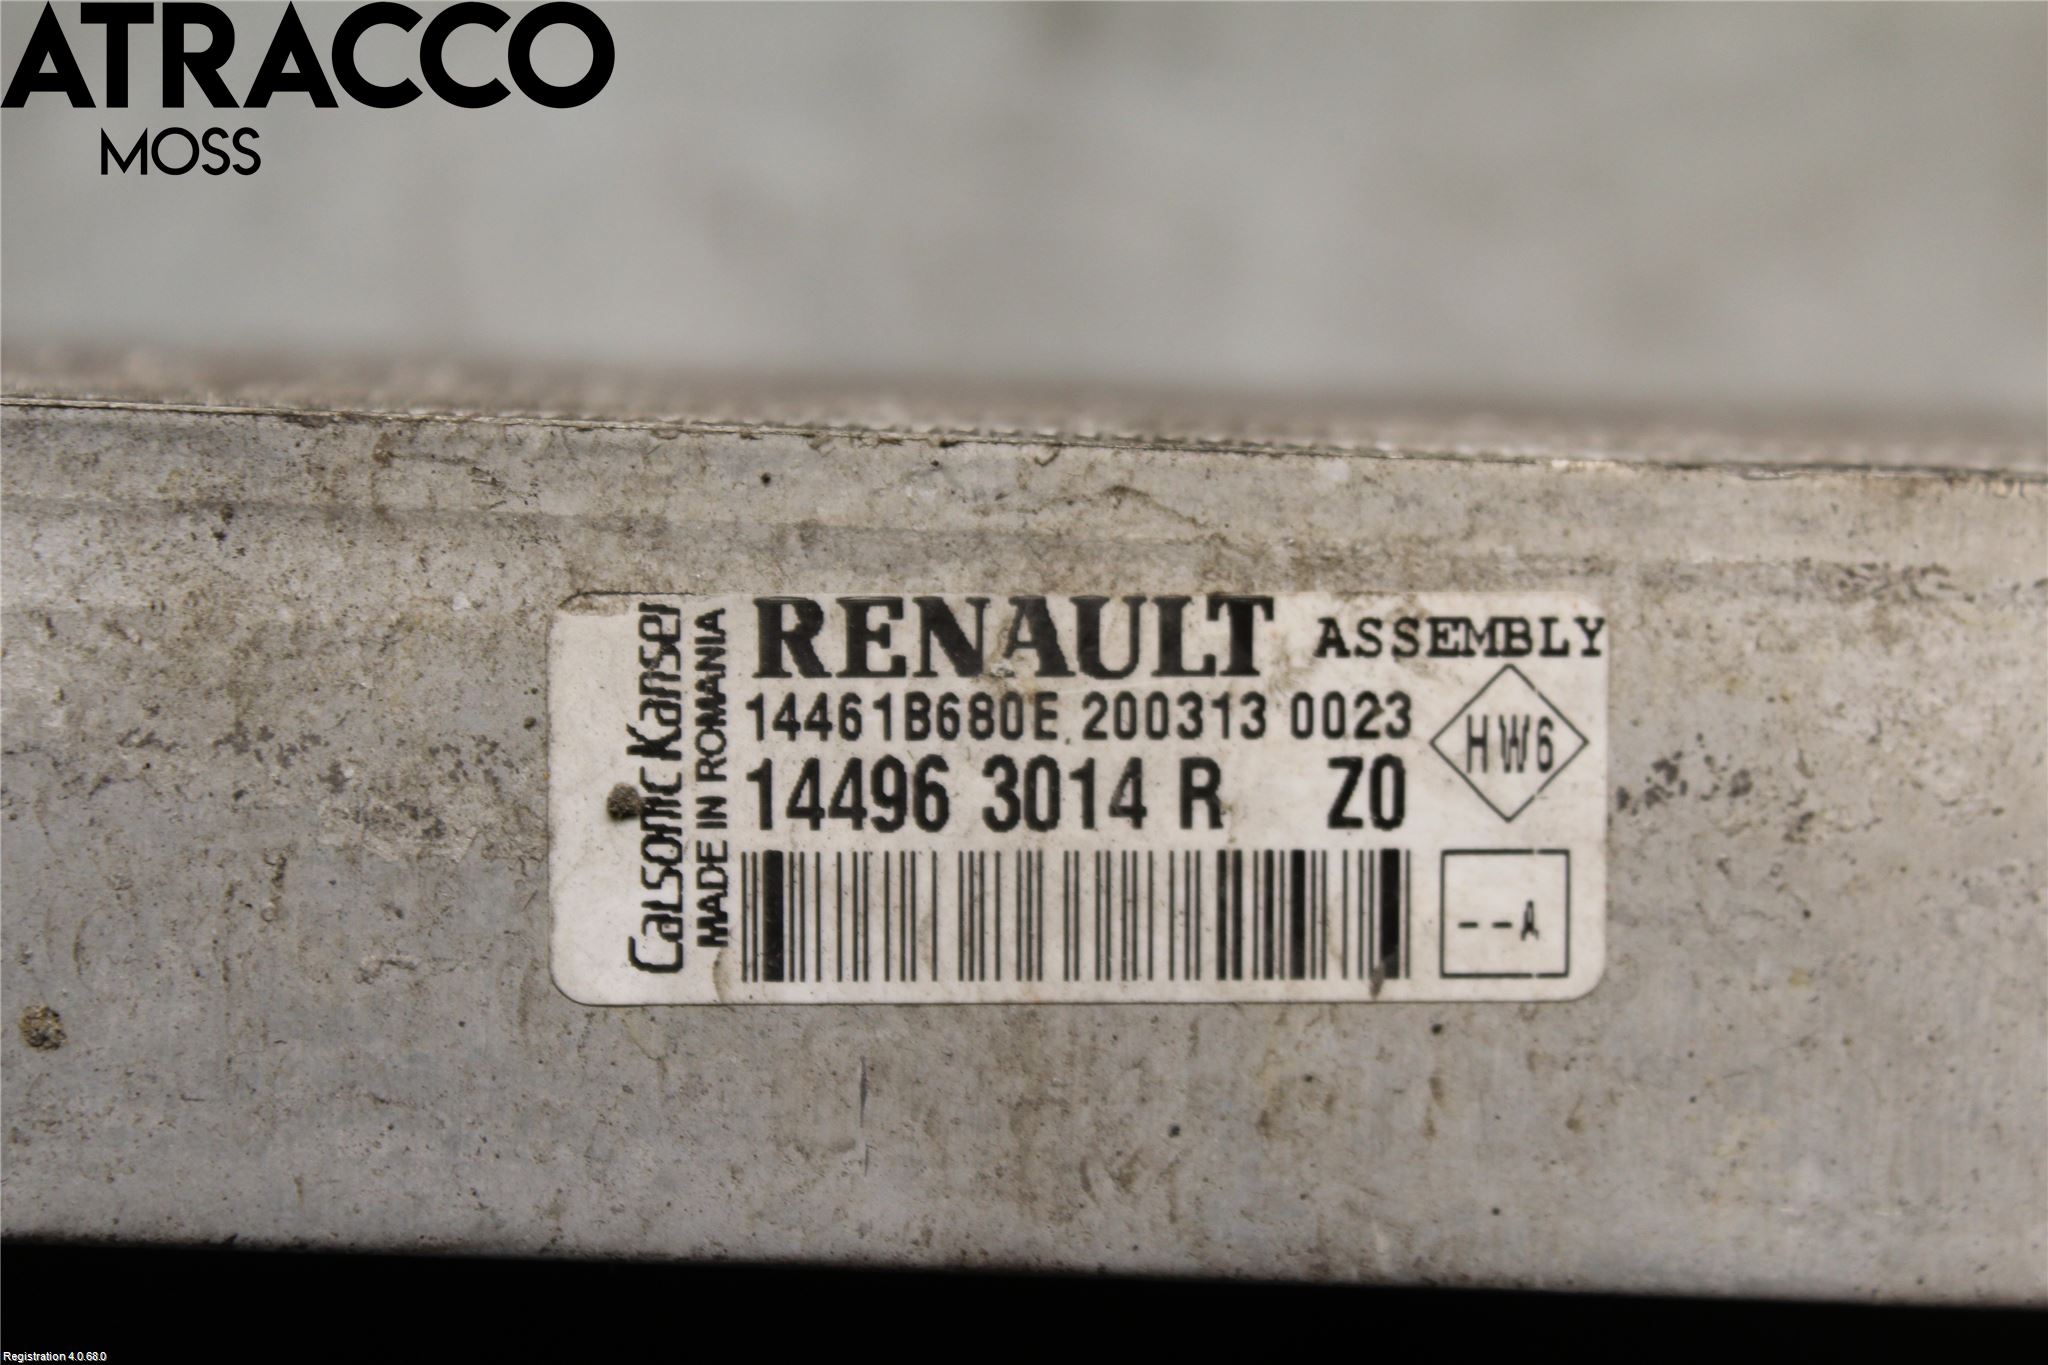 ATRACCO
MOSS
CALSONIC KANSEI
MADE IN ROMANIA
RENAULT ASSEMBLY
14461B680E 200313 0023
14496 3014 R Z0
HW6
--A
Registration 4.0.68.0